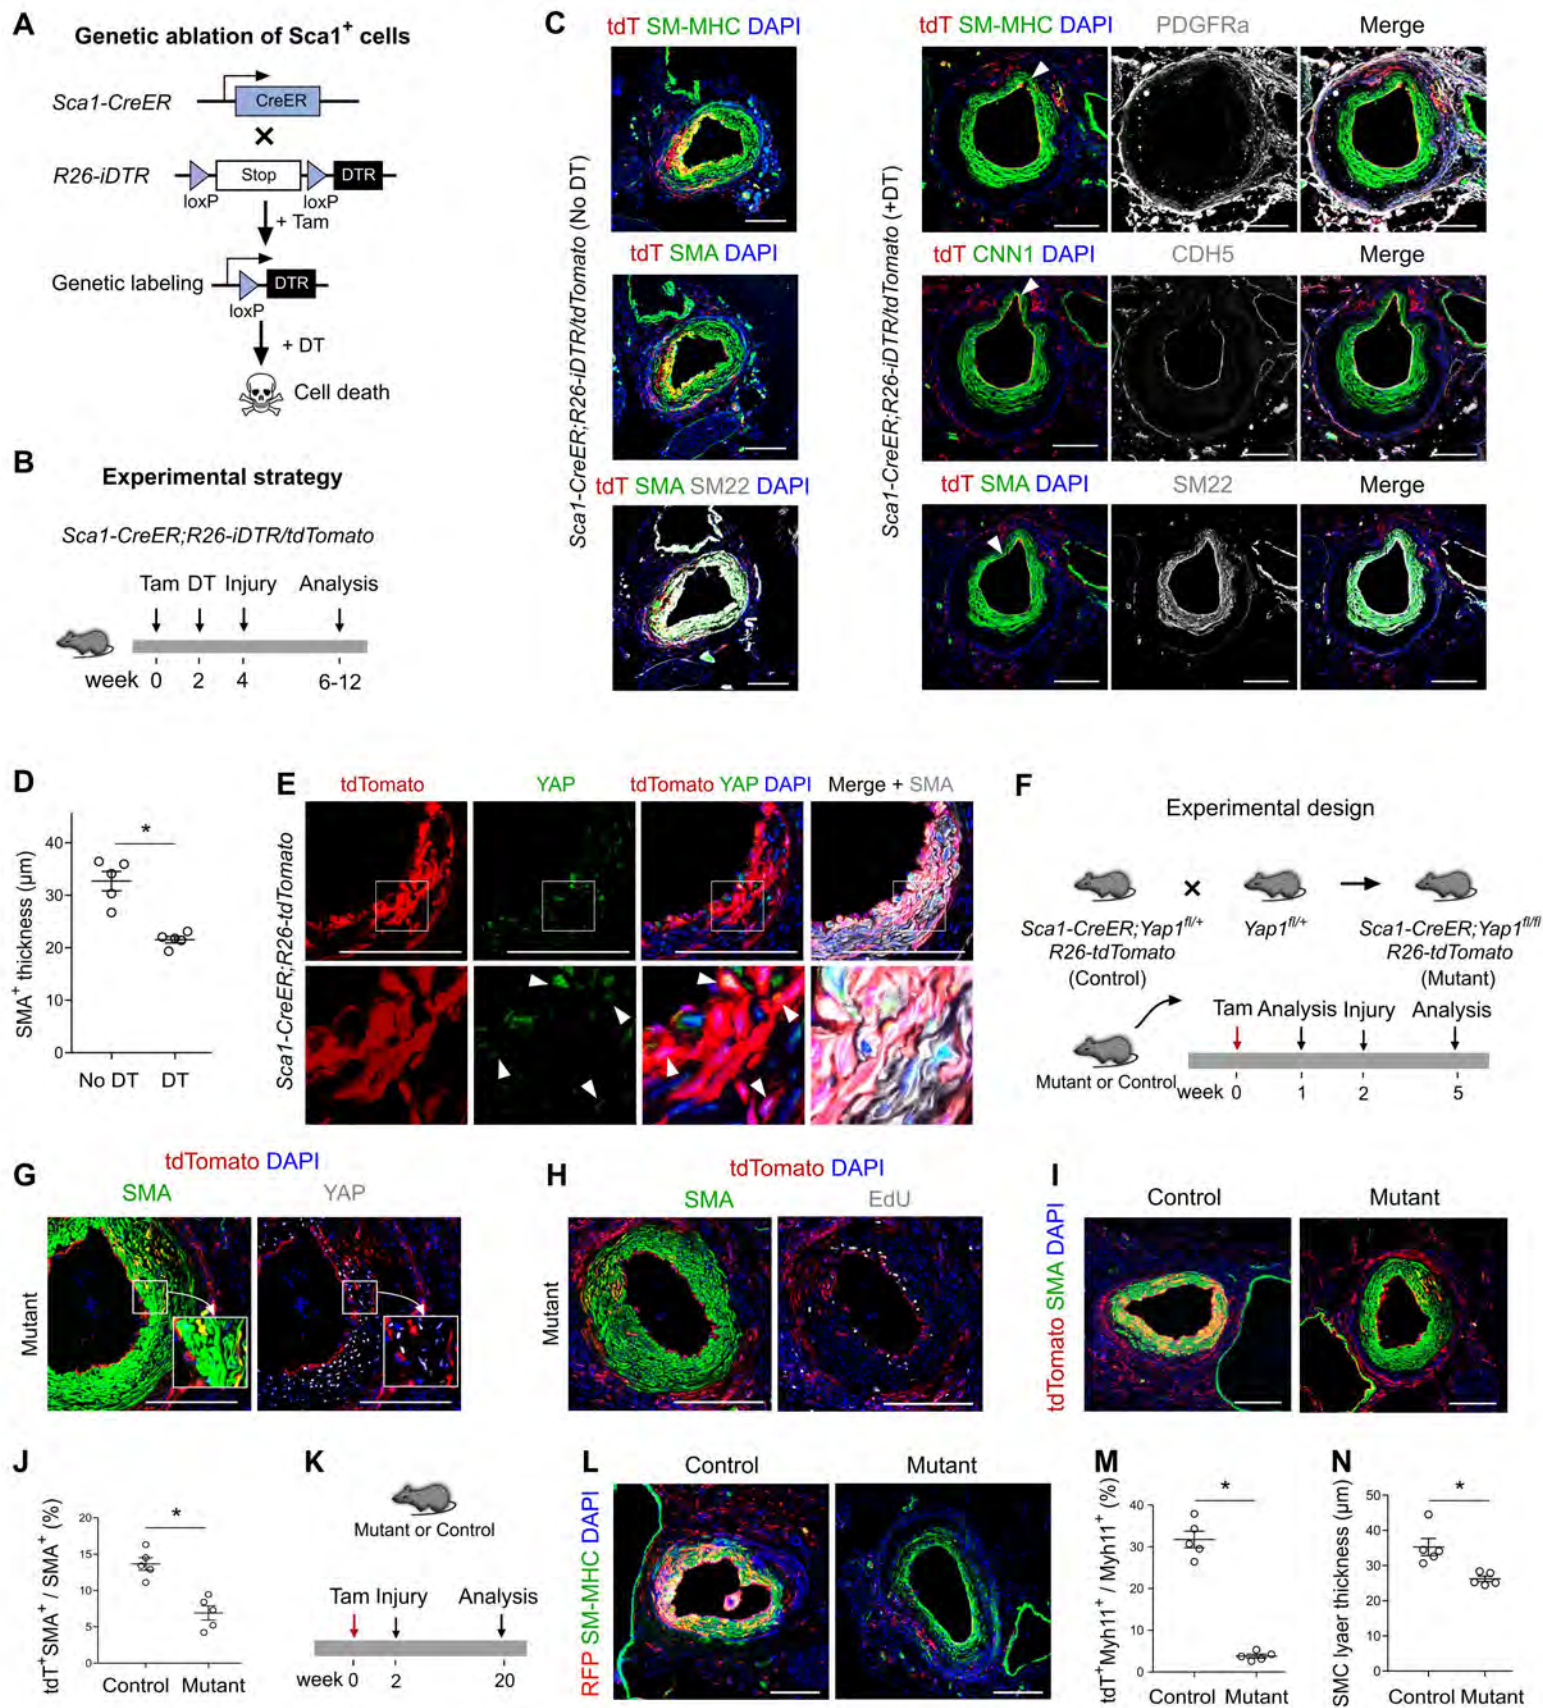 A
Genetic ablation of Sca1+ cells
Sca1-CreER
CreER
×
R26-iDTR
Stop
DTR
loxP
loxP
+ Tam
Genetic labeling
DTR
loxP
+ DT
Cell death
B
Experimental strategy
Sca1-CreER;R26-iDTR/tdTomato
Tam DT Injury Analysis
week 0 2 4 6-12
C
Sca1-CreER;R26-iDTR/tdTomato (No DT)
tdT SM-MHC DAPI
tdT SMA DAPI
tdT SMA SM22 DAPI
Sca1-CreER;R26-iDTR/tdTomato (+DT)
tdT SM-MHC DAPI PDGFRa Merge
tdT CNN1 DAPI CDH5 Merge
tdT SMA DAPI SM22 Merge
D
SMA+ thickness (μm)
40
30
20
10
0
*
No DT DT
E
Sca1-CreER;R26-tdTomato
tdTomato YAP tdTomato YAP DAPI Merge + SMA
F
Experimental design
×
Sca1-CreER;Yap1fl/+ Yap1fl/+ Sca1-CreER;Yap1fl/fl
R26-tdTomato R26-tdTomato
(Control) (Mutant)
Mutant or Control
Tam Analysis Injury Analysis
week 0 1 2 5
G
tdTomato DAPI
SMA YAP
Mutant
H
tdTomato DAPI
SMA EdU
Mutant
I
tdTomato SMA DAPI
Control Mutant
J
tdT+SMA+ / SMA+ (%)
20
15
10
5
0
*
Control Mutant
K
Mutant or Control
Tam Injury Analysis
week 0 2 20
L
RFP SM-MHC DAPI
Control Mutant
M
tdT+Myh11+ / Myh11+ (%)
40
30
20
10
0
*
Control Mutant
N
SMC lyaer thickness (μm)
50
40
30
20
10
0
*
Control Mutant